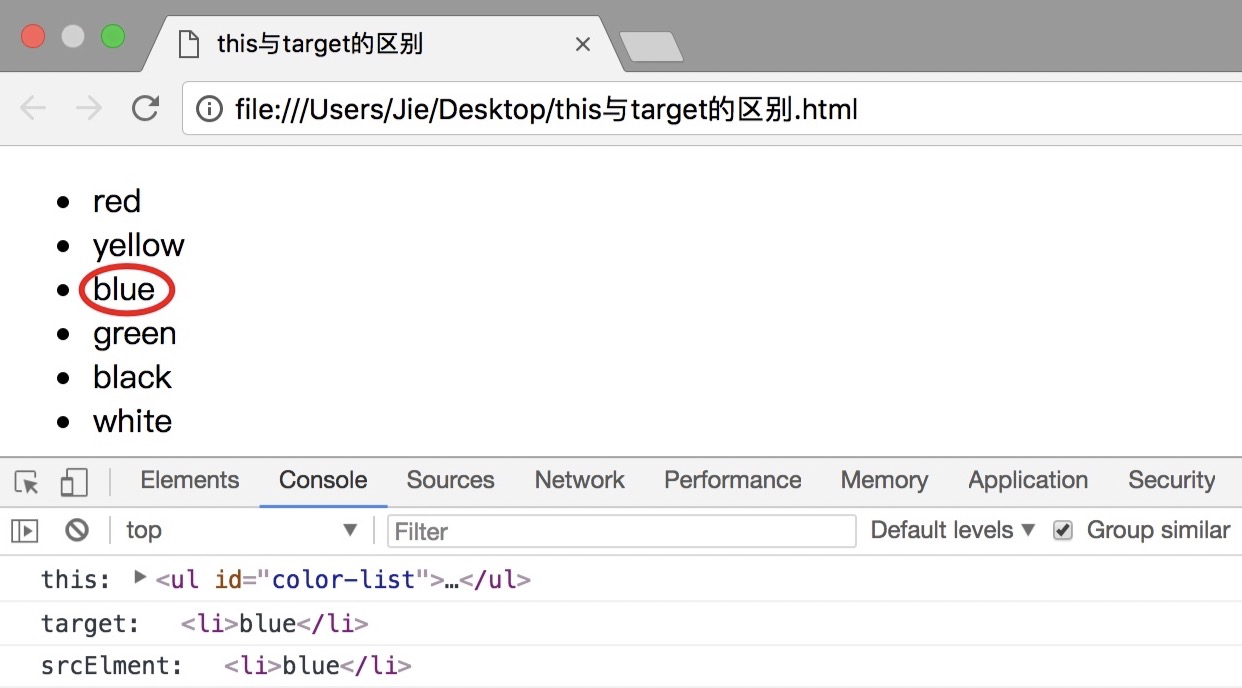 this与target的区别
file:///Users/Jie/Desktop/this与target的区别.html
red
yellow
blue
green
black
white
Elements Console Sources Network Performance Memory Application Security
top Filter Default levels Group similar
this: <ul id="color-list">…</ul>
target: <li>blue</li>
srcElment: <li>blue</li>